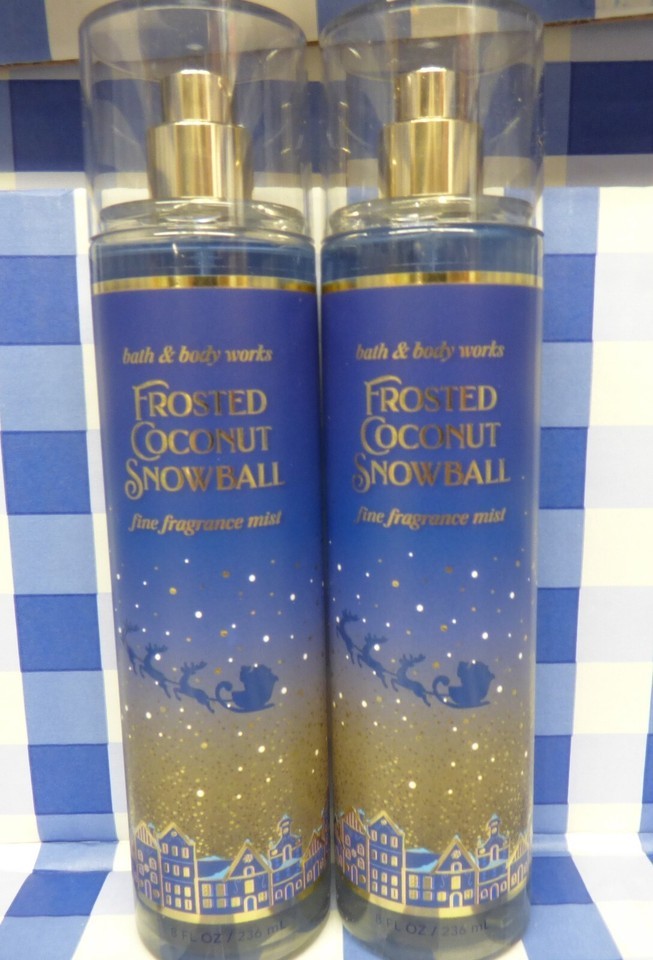 bath & body works
FROSTED
COCONUT
SNOWBALL
fine fragrance mist
8 FL OZ / 236 mL
bath & body works
FROSTED
COCONUT
SNOWBALL
fine fragrance mist
8 FL OZ / 236 mL